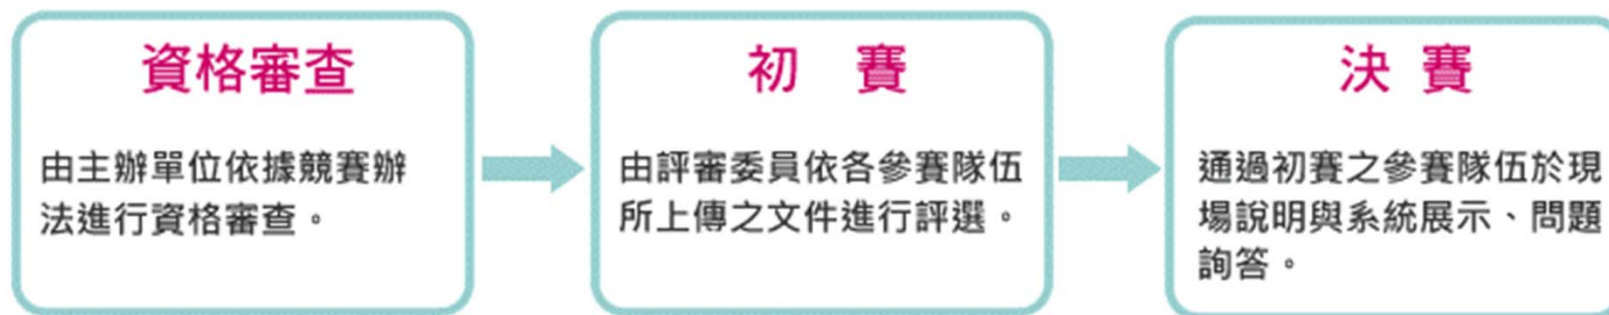 資格審查
由主辦單位依據競賽辦
法進行資格審查。
初 賽
由評審委員依各參賽隊伍
所上傳之文件進行評選。
決 賽
通過初賽之參賽隊伍於現
場說明與系統展示、問題
詢答。